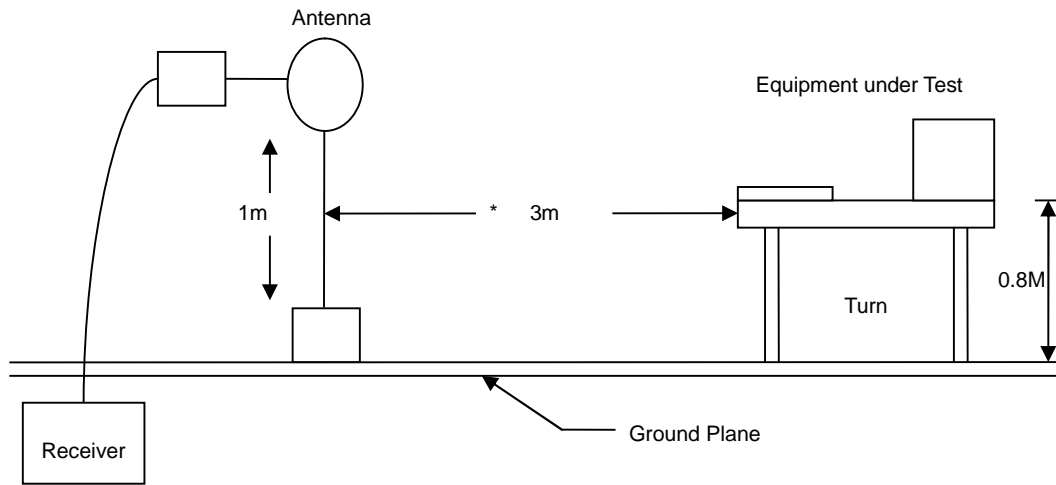 Antenna
Equipment under Test
1m
* 3m
0.8M
Turn
Receiver
Ground Plane